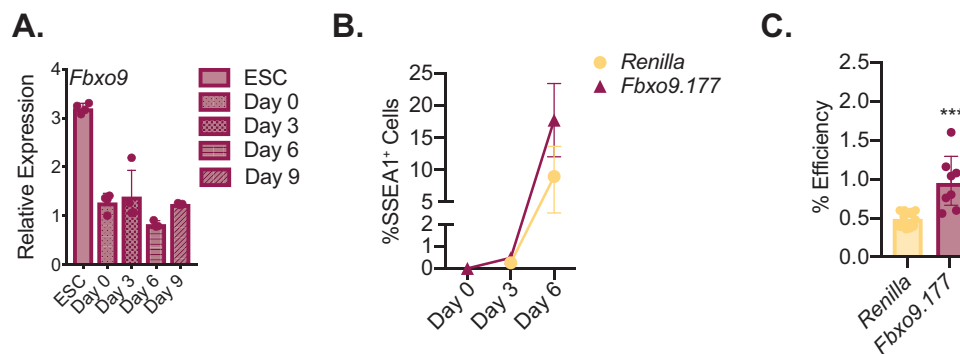 A.
Fbxo9
Relative Expression
4
3
2
1
0
ESC
Day 0
Day 3
Day 6
Day 9
ESC
Day 0
Day 3
Day 6
Day 9
B.
%SSEA1+ Cells
25
20
15
10
5
2
1
0
Day 0
Day 3
Day 6
Renilla
Fbxo9.177
C.
% Efficiency
2.5
2.0
1.5
1.0
0.5
0.0
***
Renilla
Fbxo9.177